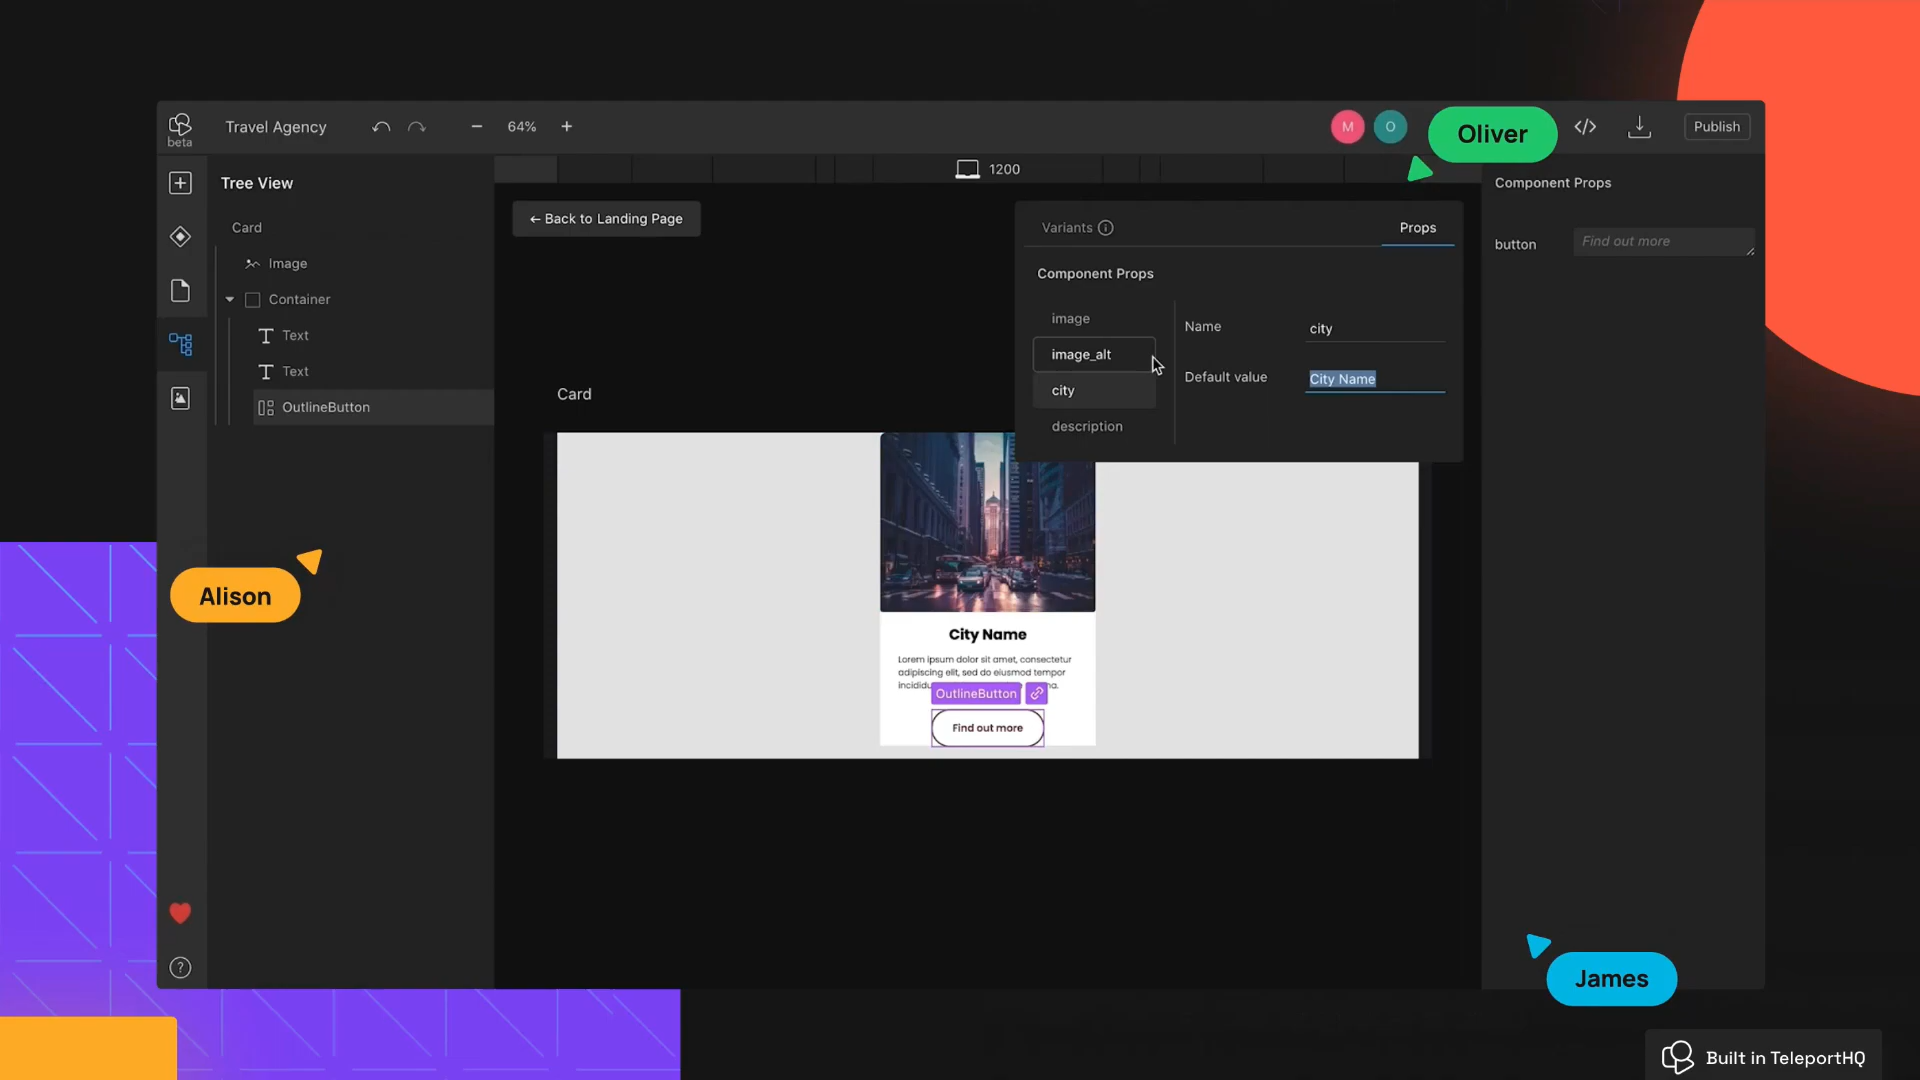 beta
Travel Agency
64%
M
O
Oliver
</>
Publish
Tree View
1200
Component Props
Card
← Back to Landing Page
Variants
Props
button
Find out more
Image
Component Props
Container
image
Name
city
Text
image_alt
Text
Default value
City Name
city
OutlineButton
Card
description
Alison
City Name
Lorem ipsum dolor sit amet, consectetur
adipiscing elit, sed do eiusmod tempor
OutlineButton
Find out more
?
James
Built in TeleportHQ